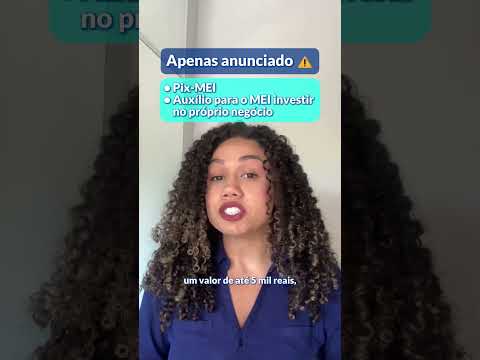 Apenas anunciado ⚠️
• Pix-MEI
• Auxílio para o MEI investir
no próprio negócio
um valor de até 5 mil reais,